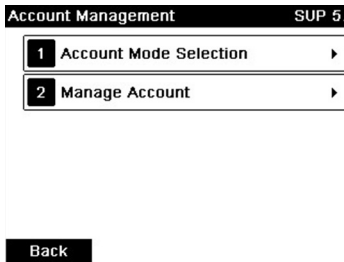 Account Management SUP 5.
1 Account Mode Selection
2 Manage Account
Back